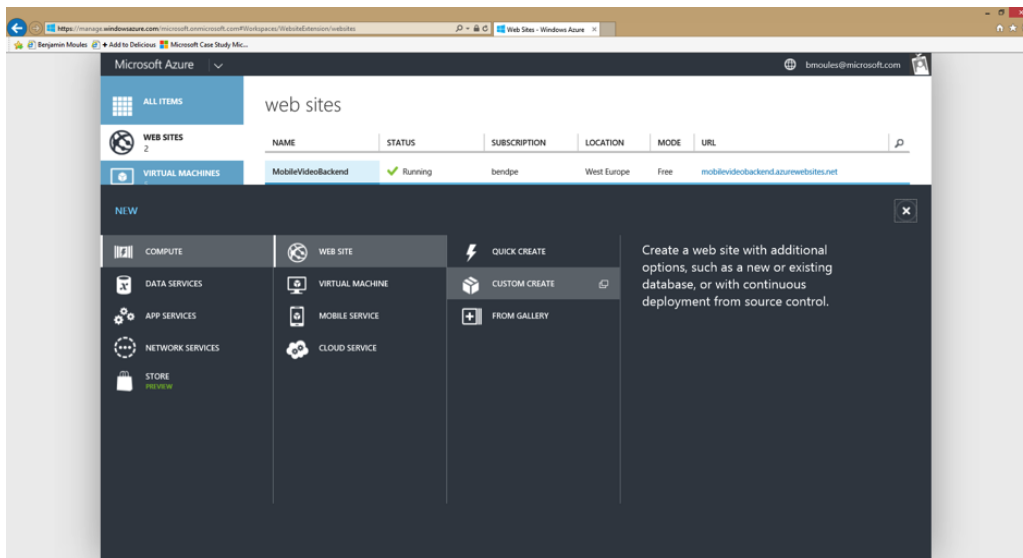 https://manage.windowsazure.com/microsoft.onmicrosoft.com#Workspaces/WebsiteExtension/websites
Web Sites - Windows Azure
Benjamin Moules
Add to Delicious
Microsoft Case Study Mic...
Microsoft Azure
bmoules@microsoft.com
ALL ITEMS
web sites
WEB SITES
2
NAME STATUS SUBSCRIPTION LOCATION MODE URL
VIRTUAL MACHINES
MobileVideoBackend Running bendpe West Europe Free mobilevideobackend.azurewebsites.net
NEW
COMPUTE
DATA SERVICES
APP SERVICES
NETWORK SERVICES
STORE
PREVIEW
WEB SITE
VIRTUAL MACHINE
MOBILE SERVICE
CLOUD SERVICE
QUICK CREATE
CUSTOM CREATE
FROM GALLERY
Create a web site with additional
options, such as a new or existing
database, or with continuous
deployment from source control.